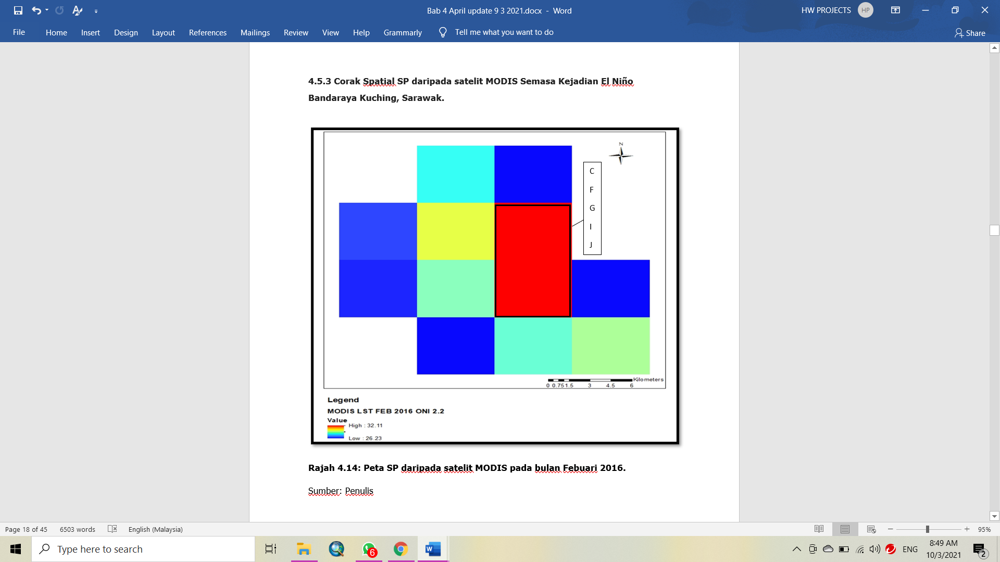 Bab 4 April update 9 3 2021.docx - Word
HW PROJECTS
HP
File
Home
Insert
Design
Layout
References
Mailings
Review
View
Help
Grammarly
Tell me what you want to do
Share
4.5.3 Corak Spatial SP daripada satelit MODIS Semasa Kejadian El Niño
Bandaraya Kuching, Sarawak.
N
C
F
G
I
J
Kilometers
0 0.75 1.5 3 4.5 6
Legend
MODIS LST FEB 2016 ONI 2.2
Value
High : 32.11
Low : 26.23
Rajah 4.14: Peta SP daripada satelit MODIS pada bulan Febuari 2016.
Sumber: Penulis
Page 18 of 45
6503 words
English (Malaysia)
95%
Type here to search
6
W
ENG
8:49 AM
10/3/2021
2